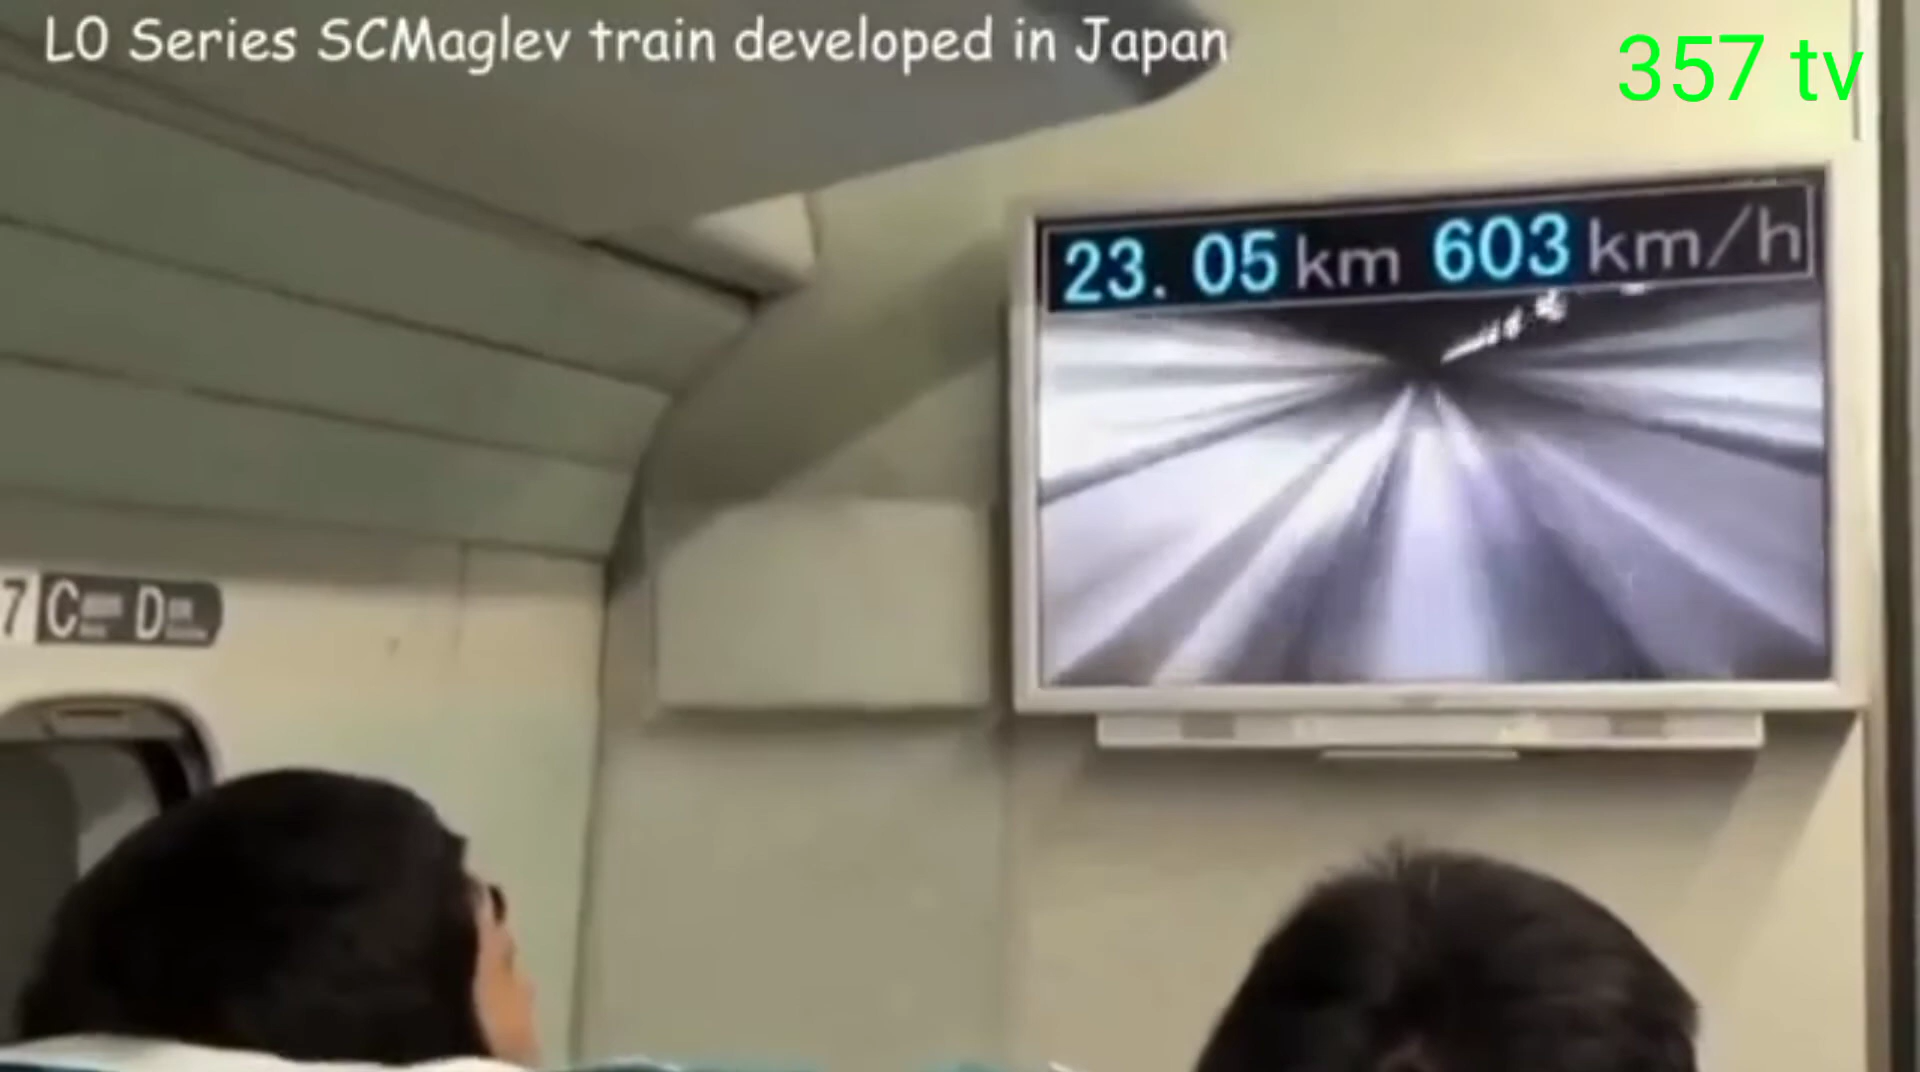 L0 Series SCMaglev train developed in Japan
357 tv
23. 05 km 603 km/h
7 C D